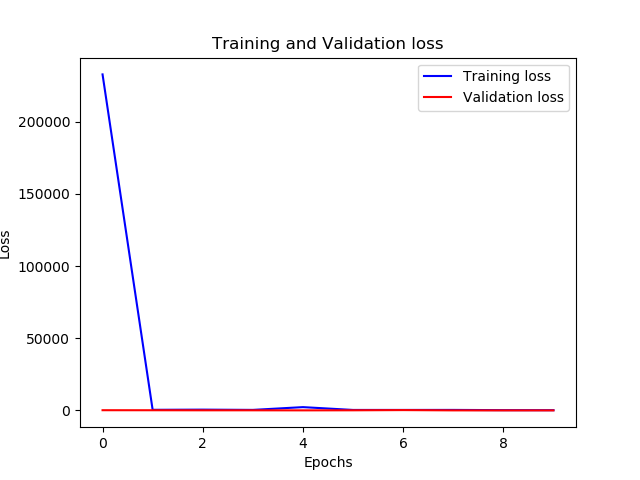 Training and Validation loss
Training loss
Validation loss
200000
150000
100000
50000
0
Loss
0 2 4 6 8
Epochs